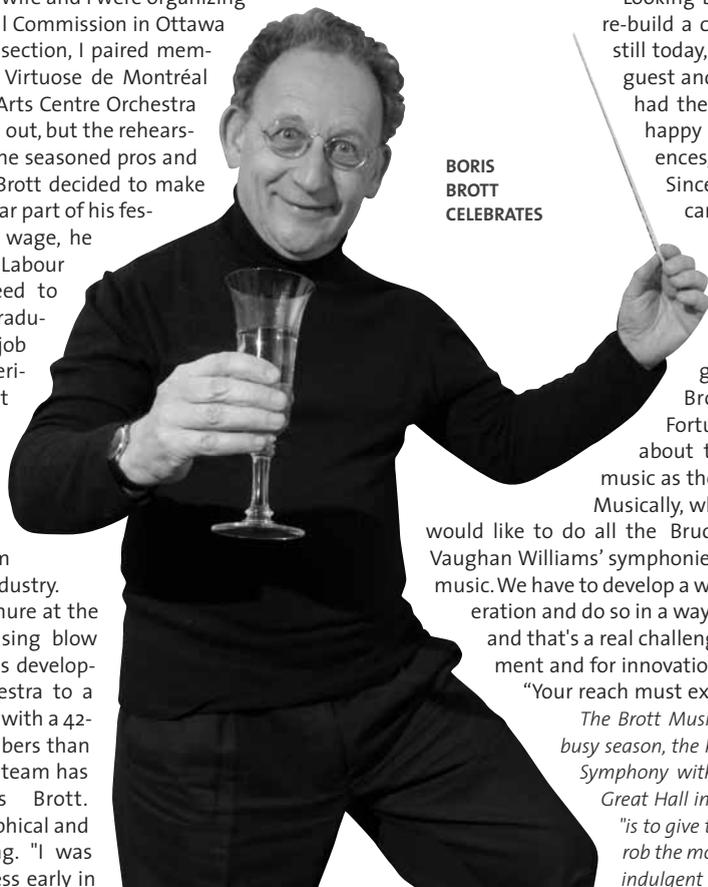 wife and I were organizing
l Commission in Ottawa
section, I paired mem-
Virtuose de Montréal
Arts Centre Orchestra
out, but the rehears-
he seasoned pros and
Brott decided to make
ar part of his fes-
wage, he
Labour
eed to
radu-
job
eri-
t
m
dustry.
nure at the
sing blow
s develop-
estra to a
with a 42-
bers than
team has
s Brott.
phical and
ng. "I was
ess early in
BORIS
BROTT
CELEBRATES
re-build a c
still today,
guest and
had the
happy
ences,
Since
car
g
Bro
Fortu
about t
music as the
Musically, wh
would like to do all the Bruc
Vaughan Williams’ symphonie
music. We have to develop a w
eration and do so in a way
and that's a real challeng
ment and for innovatio
“Your reach must ex
The Brott Musi
busy season, the h
Symphony with
Great Hall in
"is to give t
rob the mo
indulgent